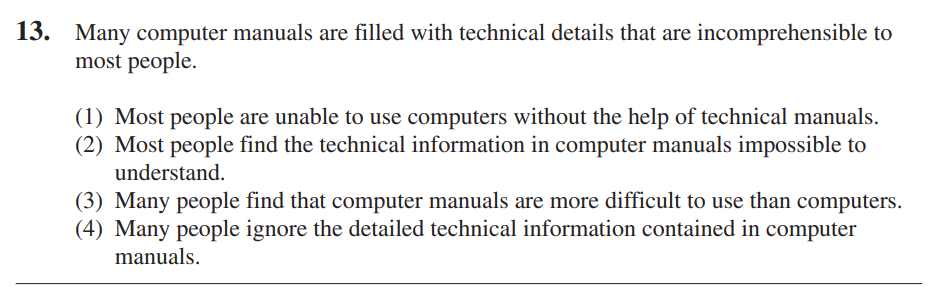 13. Many computer manuals are filled with technical details that are incomprehensible to
most people.
(1) Most people are unable to use computers without the help of technical manuals.
(2) Most people find the technical information in computer manuals impossible to
understand.
(3) Many people find that computer manuals are more difficult to use than computers.
(4) Many people ignore the detailed technical information contained in computer
manuals.